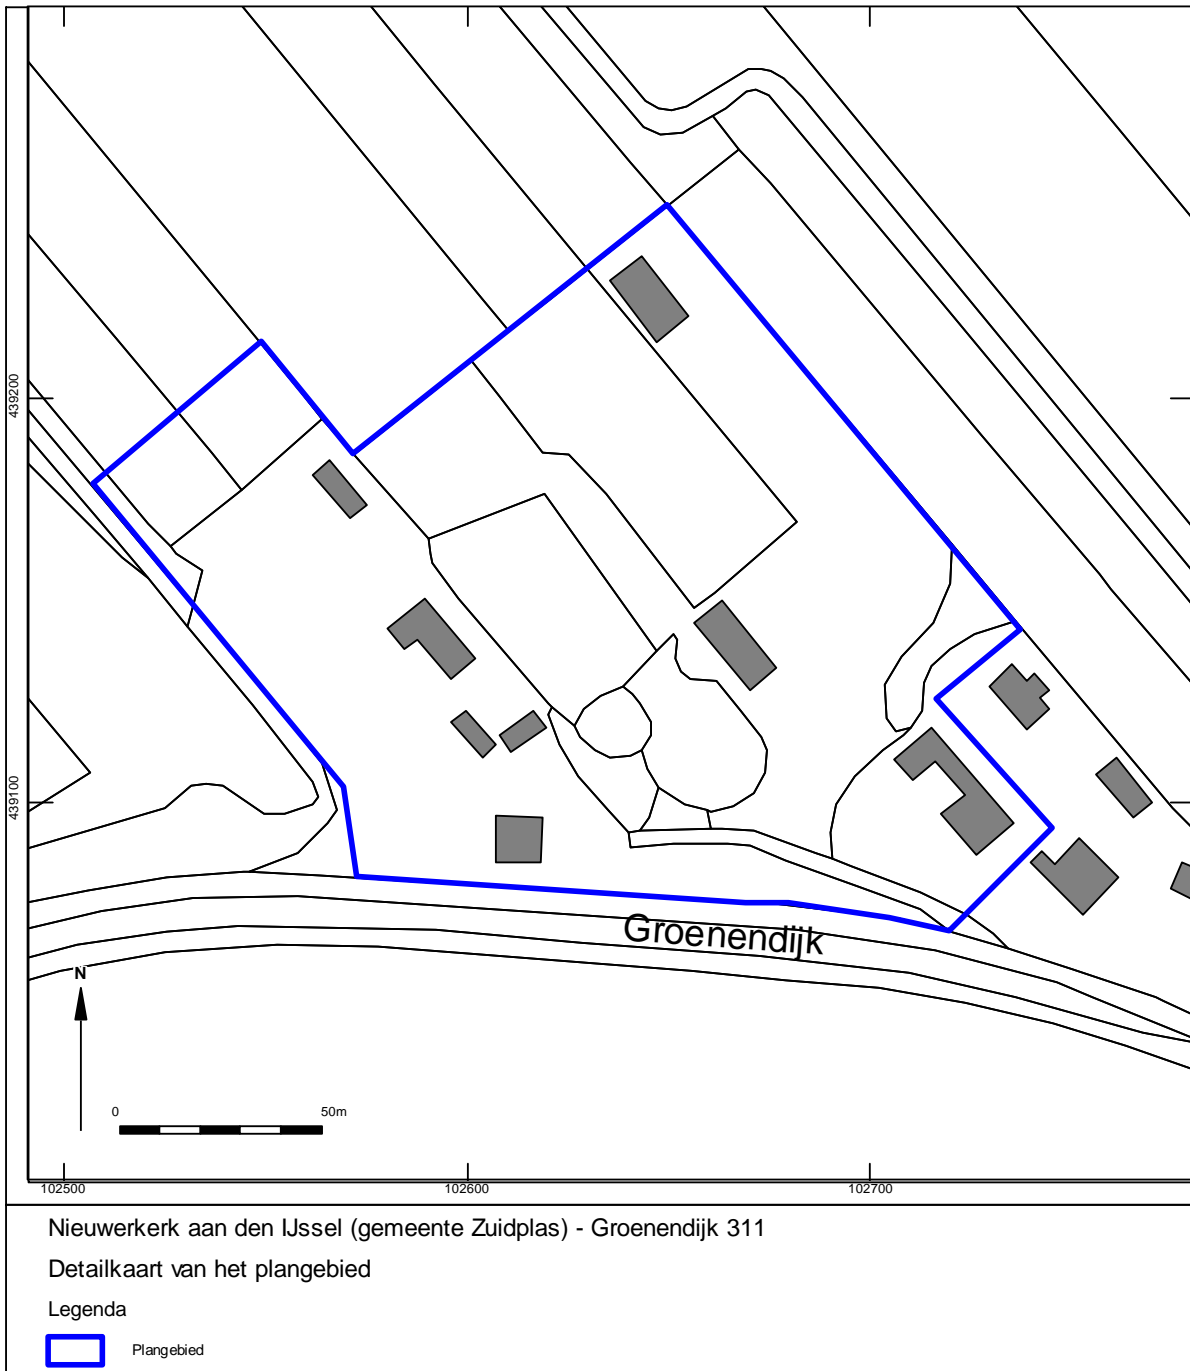 439200
439100
Groenendijk
N
0 50m
102500 102600 102700
Nieuwerkerk aan den IJssel (gemeente Zuidplas) - Groenendijk 311
Detailkaart van het plangebied
Legenda
Plangebied